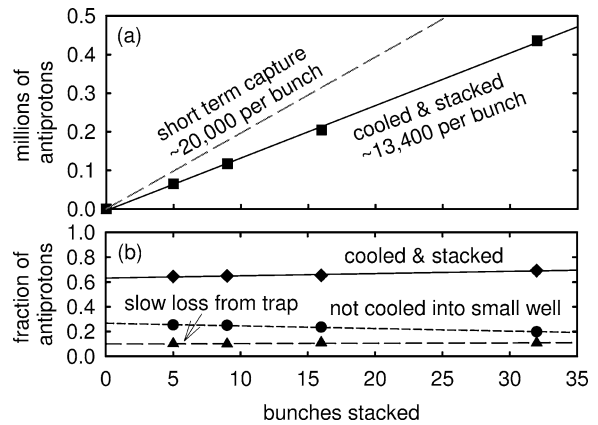 (a)
0.5
0.4
0.3
0.2
0.1
0.0
millions of
antiprotons
short term capture
~20,000 per bunch
cooled & stacked
~13,400 per bunch
(b)
1.0
0.8
0.6
0.4
0.2
0.0
fraction of
antiprotons
cooled & stacked
slow loss from trap
not cooled into small well
0 5 10 15 20 25 30 35
bunches stacked